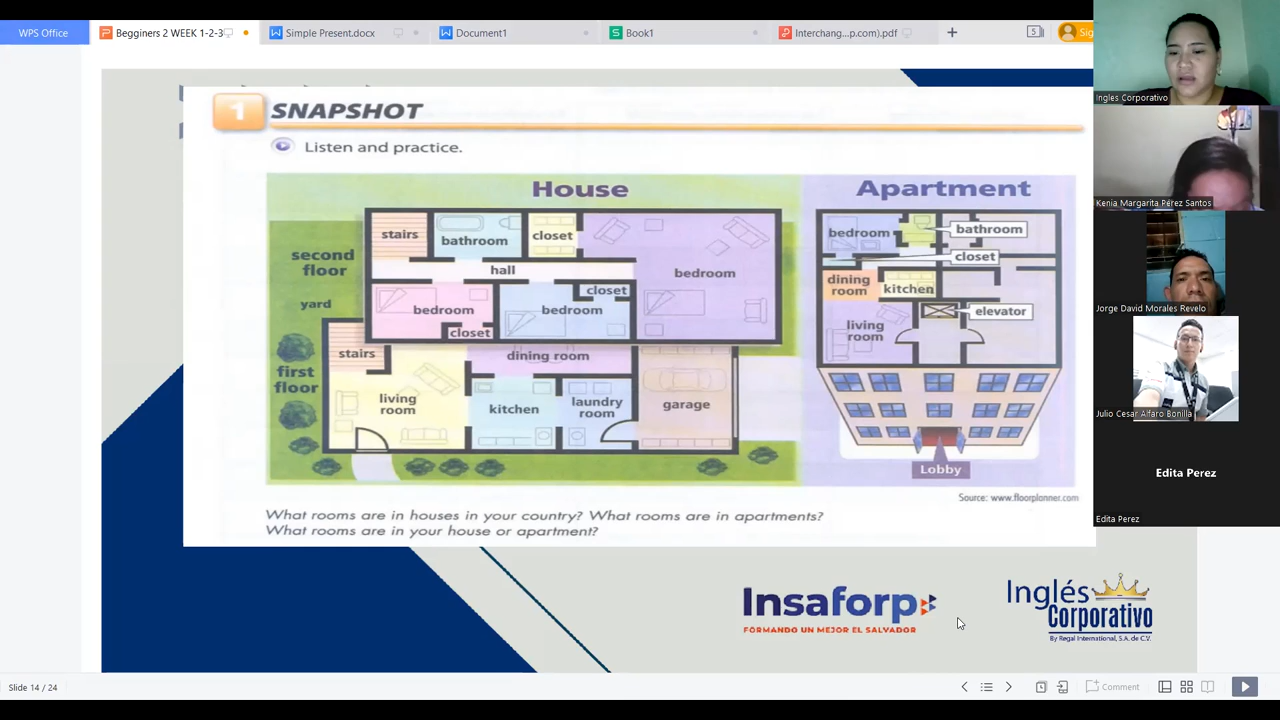 WPS Office
Begginers 2 WEEK 1-2-3
Simple Present.docx
Document1
Book1
Interchang...p.com).pdf
5
Sig
1 SNAPSHOT
Listen and practice.
House
Apartment
stairs
bathroom
closet
second
floor
hall
bedroom
closet
yard
bedroom
bedroom
closet
stairs
dining room
first
floor
living
room
kitchen
laundry
room
garage
bedroom
bathroom
closet
dining
room
kitchen
elevator
living
room
Lobby
Source: www.floorplanner.com
What rooms are in houses in your country? What rooms are in apartments?
What rooms are in your house or apartment?
Insaforp
FORMANDO UN MEJOR EL SALVADOR
Inglés
Corporativo
By Regal International, S.A. de C.V.
Ingles Corporativo
Kenia Margarita Perez Santos
Jorge David Morales Revelo
Julio Cesar Alfaro Bonilla
Edita Perez
Edita Perez
Slide 14 / 24
Comment